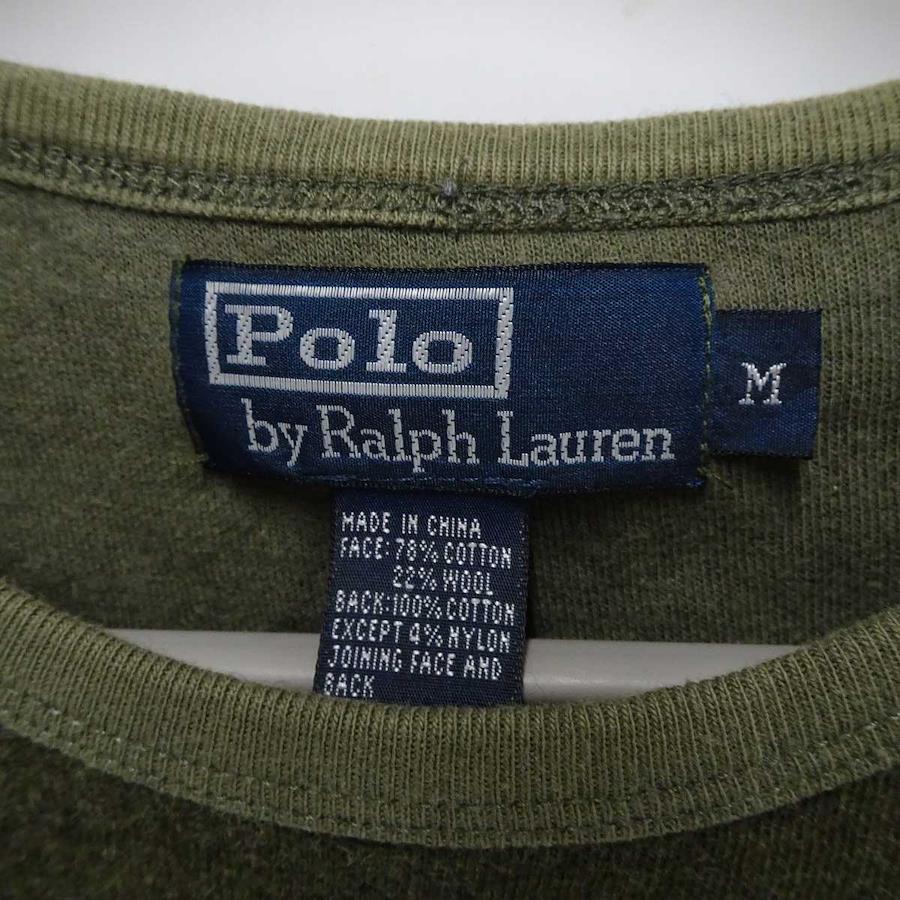 Polo
by Ralph Lauren
M
MADE IN CHINA
FACE: 78% COTTON
22% WOOL
BACK:100% COTTON
EXCEPT 4% NYLON
JOINING FACE AND
BACK